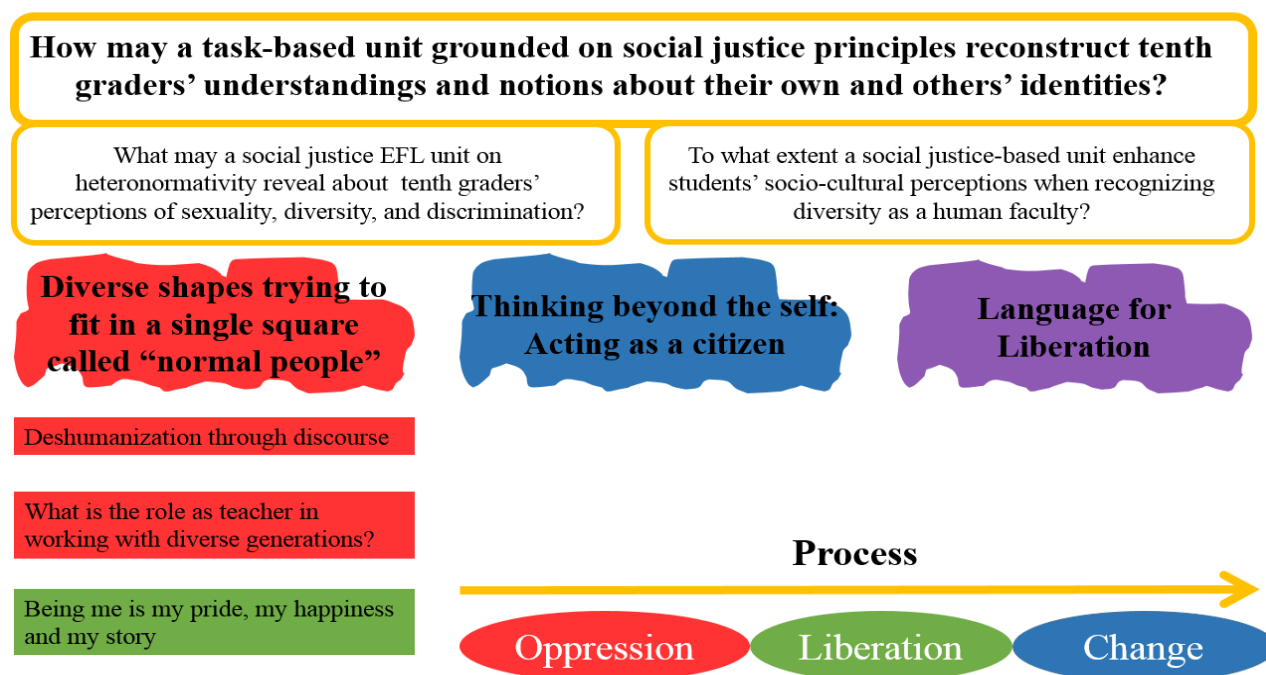 How may a task-based unit grounded on social justice principles reconstruct tenth
graders’ understandings and notions about their own and others’ identities?
What may a social justice EFL unit on
heteronormativity reveal about tenth graders’
perceptions of sexuality, diversity, and discrimination?
To what extent a social justice-based unit enhance
students’ socio-cultural perceptions when recognizing
diversity as a human faculty?
Diverse shapes trying to
fit in a single square
called “normal people”
Thinking beyond the self:
Acting as a citizen
Language for
Liberation
Deshumanization through discourse
What is the role as teacher in
working with diverse generations?
Being me is my pride, my happiness
and my story
Process
Oppression
Liberation
Change